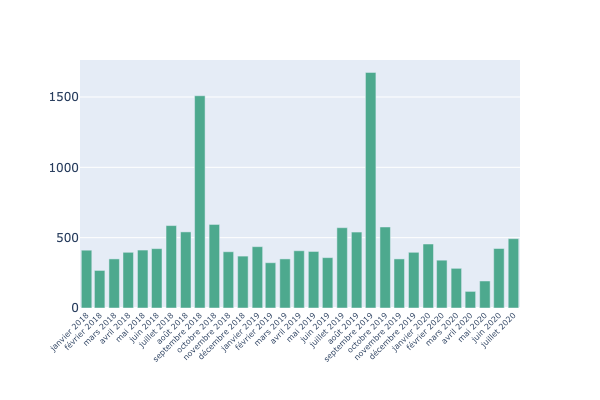 1500
1000
500
0
janvier 2018
février 2018
mars 2018
avril 2018
mai 2018
juin 2018
juillet 2018
août 2018
septembre 2018
octobre 2018
novembre 2018
décembre 2018
janvier 2019
février 2019
mars 2019
avril 2019
mai 2019
juin 2019
juillet 2019
août 2019
septembre 2019
octobre 2019
novembre 2019
décembre 2019
janvier 2020
février 2020
mars 2020
avril 2020
mai 2020
juin 2020
juillet 2020